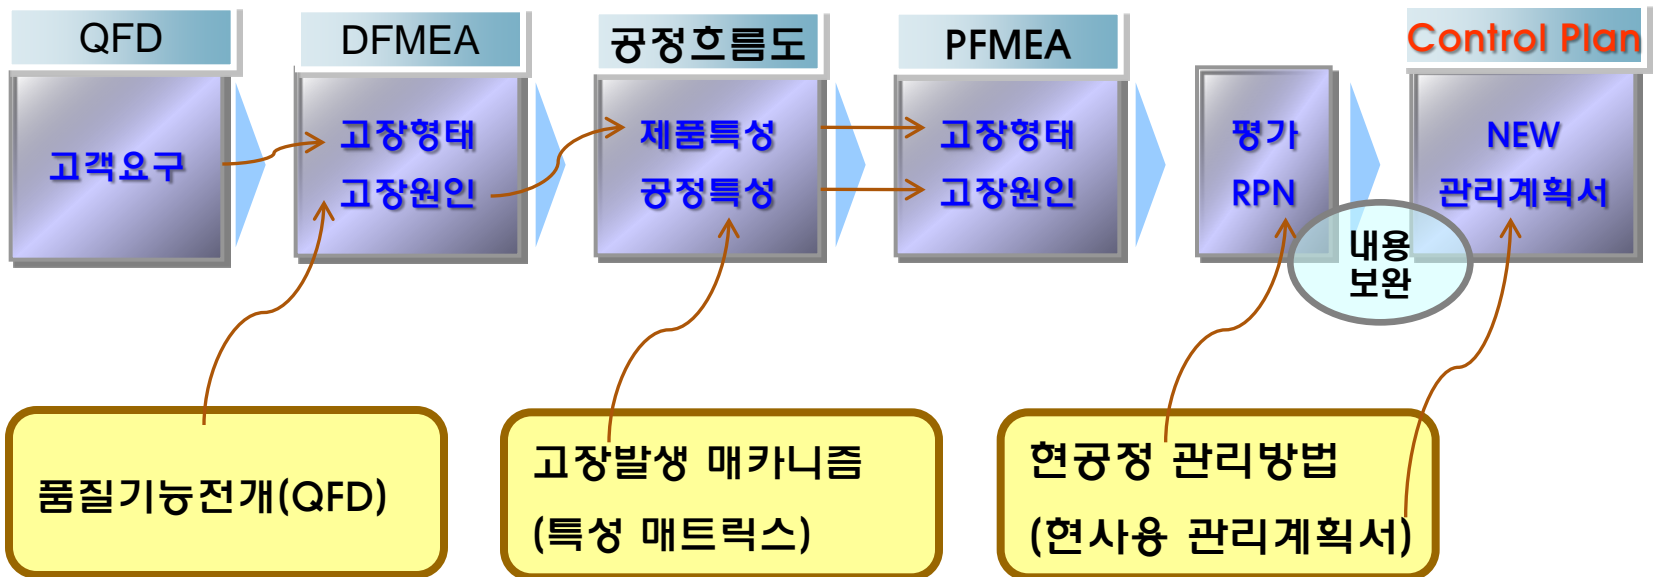 QFD
DFMEA
공정흐름도
PFMEA
Control Plan
고객요구
고장형태
고장원인
제품특성
공정특성
고장형태
고장원인
평가
RPN
NEW
관리계획서
내용
보완
품질기능전개(QFD)
고장발생 매카니즘
(특성 매트릭스)
현공정 관리방법
(현사용 관리계획서)